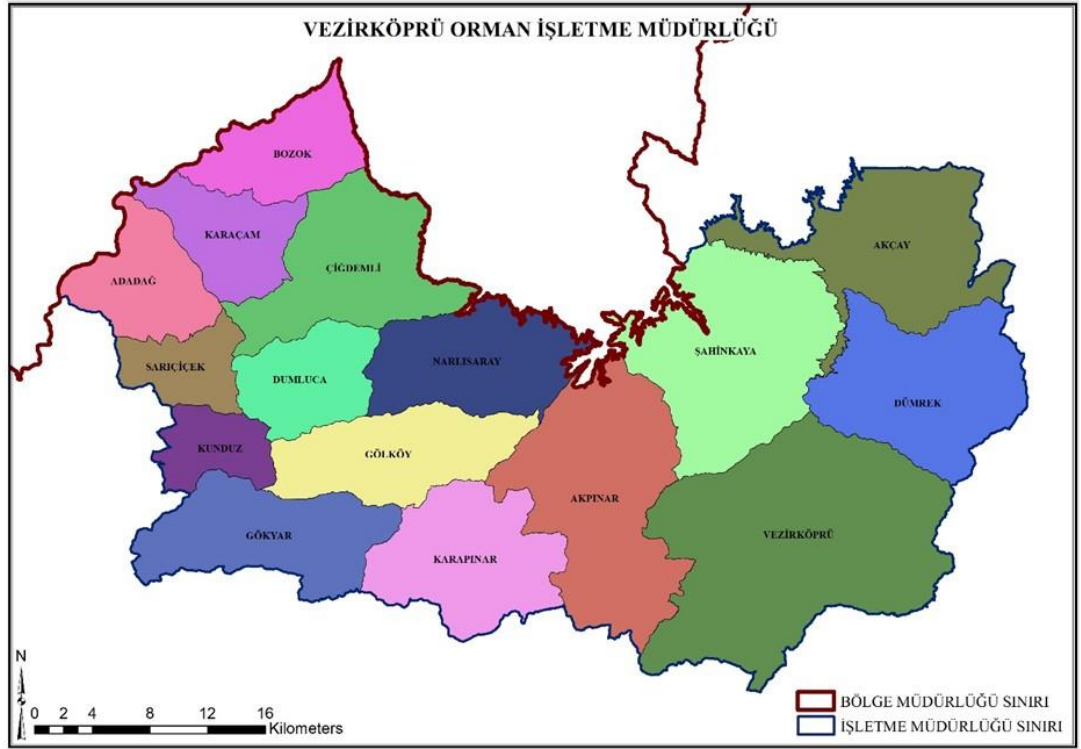 VEZİRKÖPRÜ ORMAN İŞLETME MÜDÜRLÜĞÜ
BOZOK
KARAÇAM
AKÇAY
ÇİĞDEMLİ
ADADAĞ
ŞAHİNKAYA
NARLISARAY
SARIÇİÇEK
DUMLUCA
DÜMREK
KUNDUZ
GÖLKÖY
AKPINAR
GÖKYAR
VEZİRKÖPRÜ
KARAPINAR
N
0 2 4 8 12 16
Kilometers
BÖLGE MÜDÜRLÜĞÜ SINIRI
İŞLETME MÜDÜRLÜĞÜ SINIRI